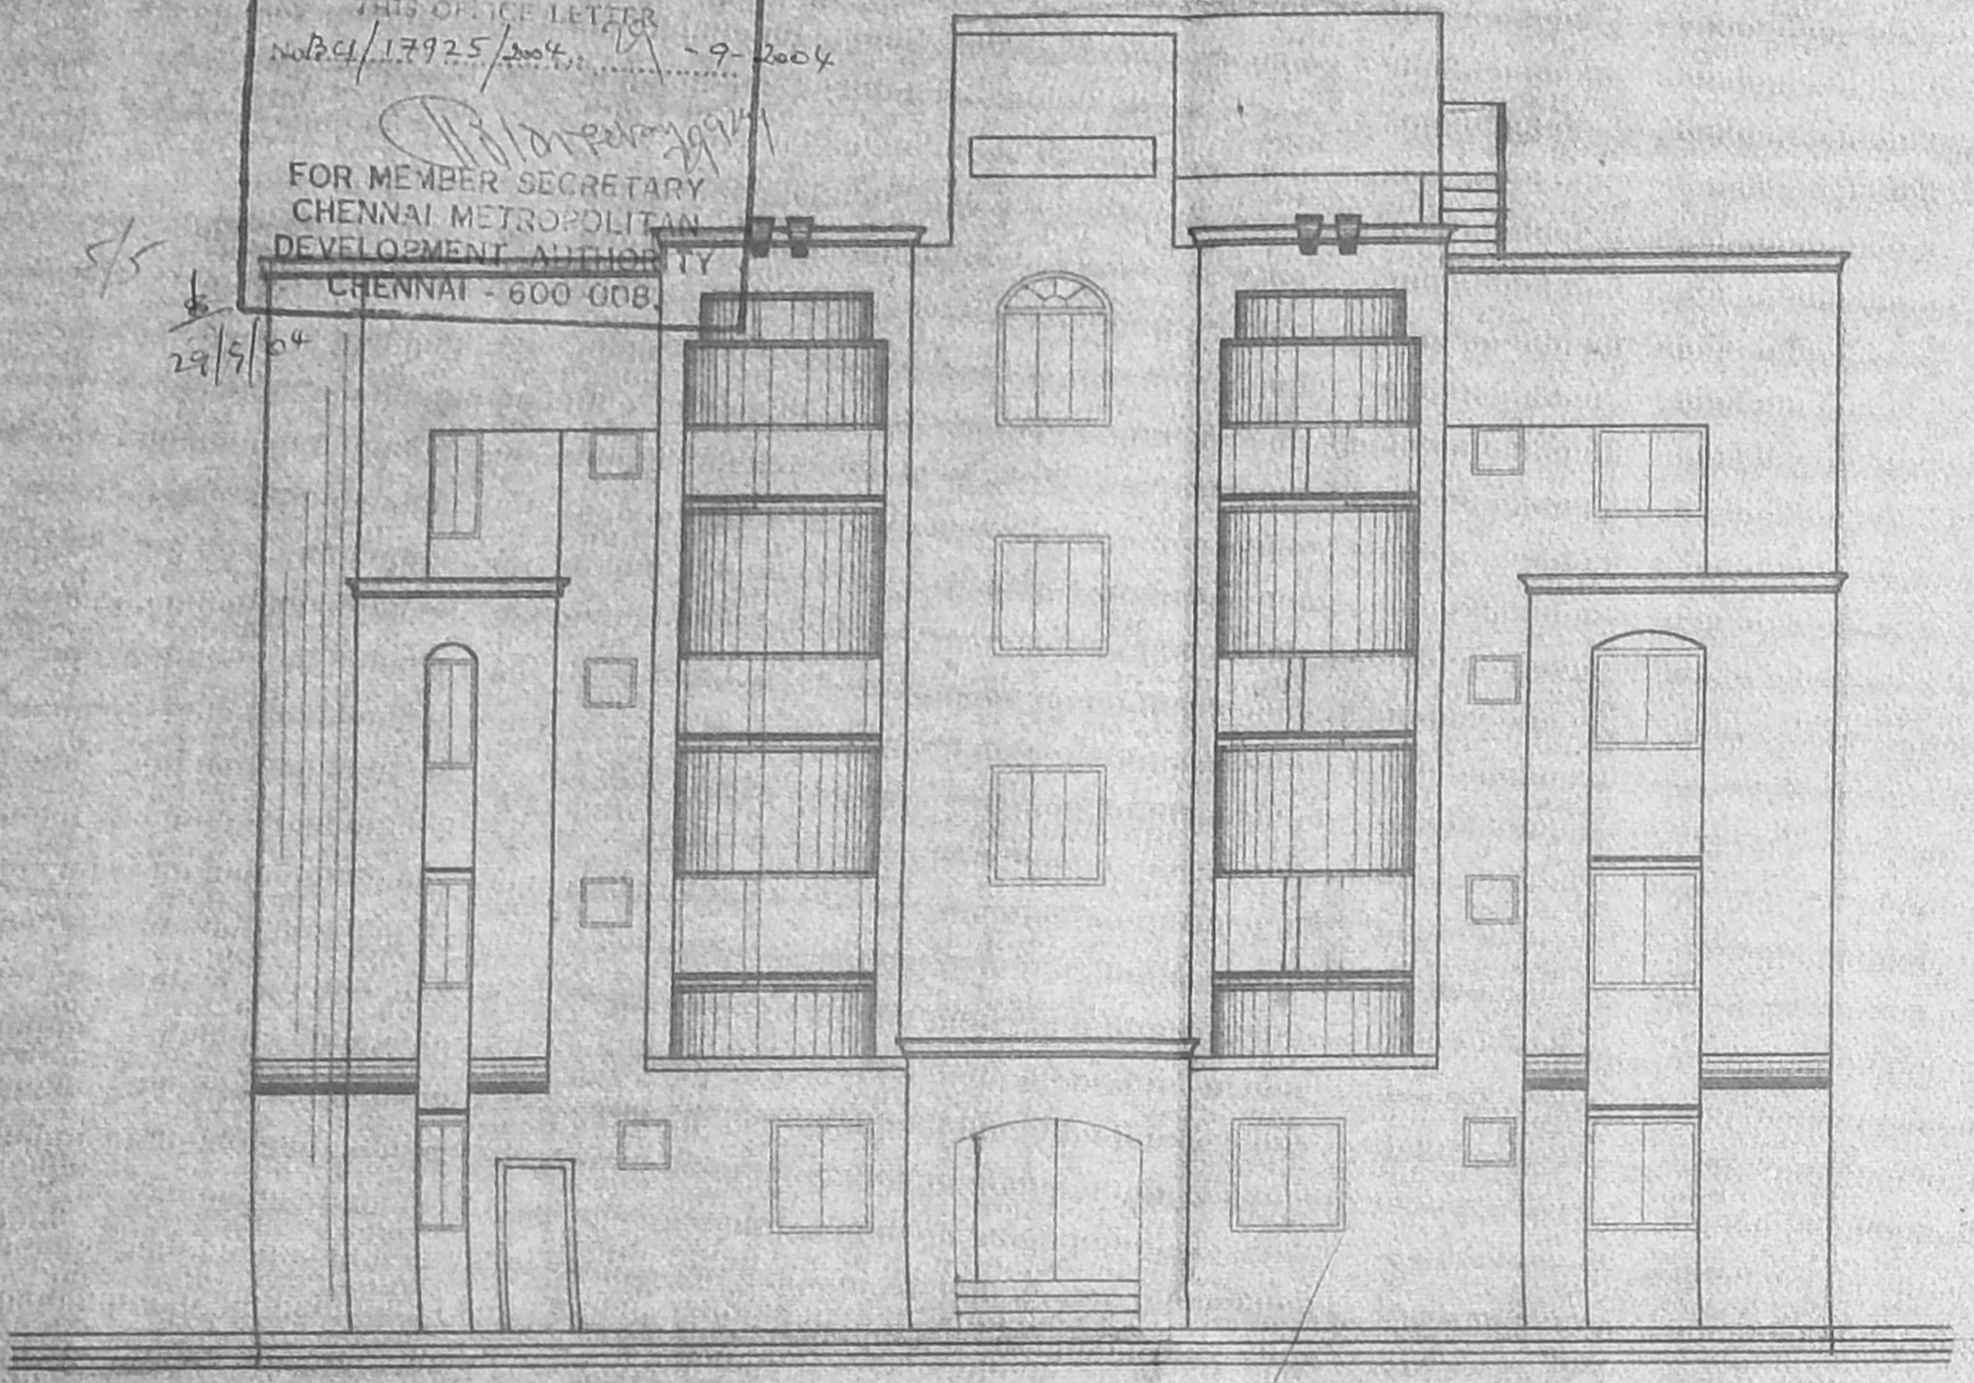 THIS OFFICE LETTER
No. BC1/17925/2004, -9-2004
FOR MEMBER SECRETARY
CHENNAI METROPOLITAN
DEVELOPMENT AUTHORITY
CHENNAI - 600 008.
5/5
29/9/04